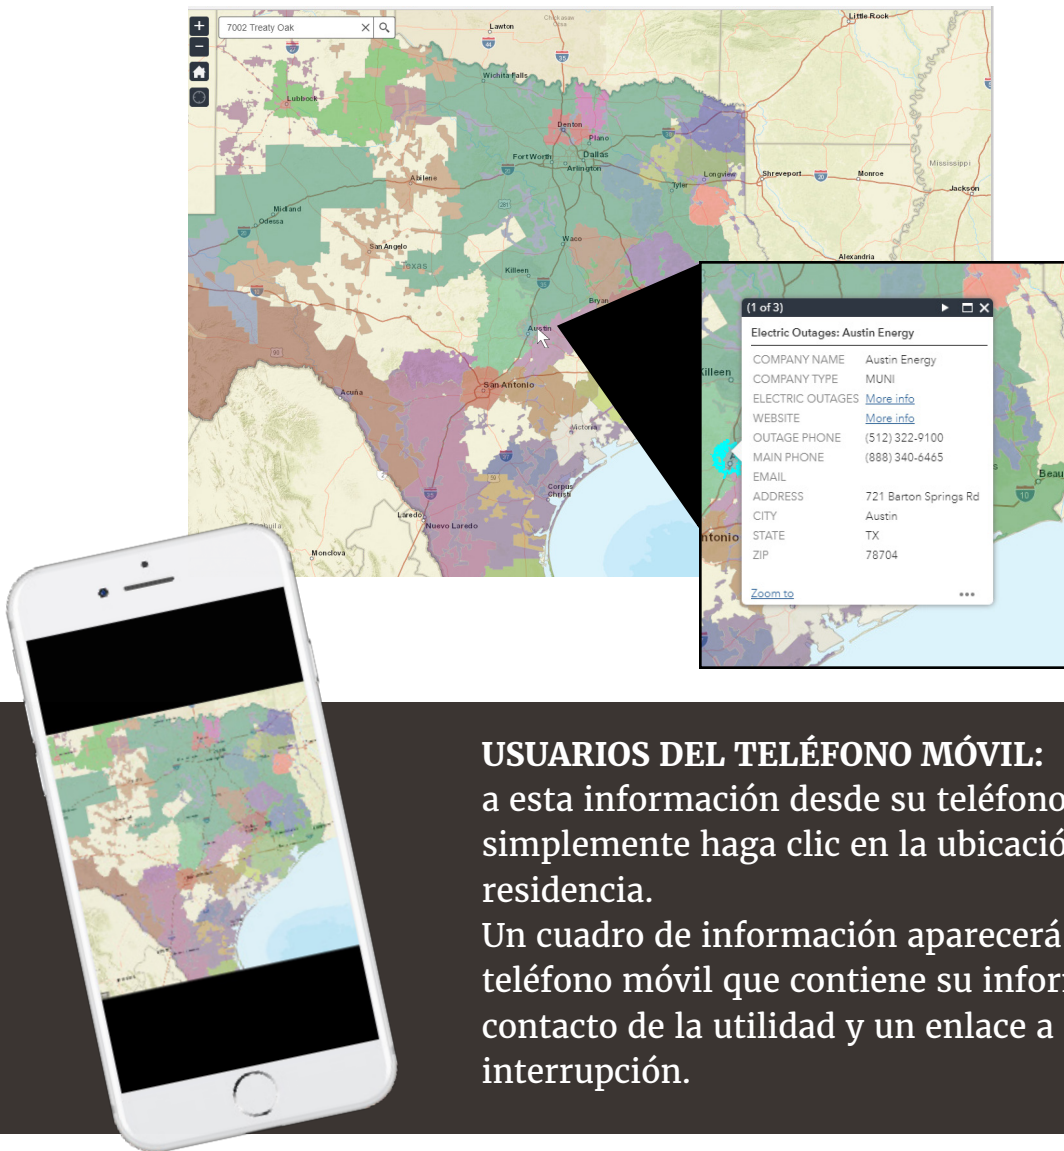 7002 Treaty Oak
Lawton
Chickasaw
Little Rock
Wichita Falls
Lubbock
Denton
Plano
Fort Worth
Dallas
Arlington
Abilene
Longview
Tyler
Shreveport
Monroe
Mississippi
Jackson
Midland
Odessa
San Angelo
Texas
Waco
Killeen
Alexandria
Bryan
Austin
San Antonio
Acuña
Victoria
Corpus
Christi
Laredo
Nuevo Laredo
Monclova
(1 of 3)
Electric Outages: Austin Energy
COMPANY NAME Austin Energy
COMPANY TYPE MUNI
ELECTRIC OUTAGES More info
WEBSITE More info
OUTAGE PHONE (512) 322-9100
MAIN PHONE (888) 340-6465
EMAIL
ADDRESS 721 Barton Springs Rd
CITY Austin
STATE TX
ZIP 78704
Zoom to
Killeen
ntonio
Beau
10
USUARIOS DEL TELÉFONO MÓVIL:
a esta información desde su teléfono
simplemente haga clic en la ubicació
residencia.
Un cuadro de información aparecerá
teléfono móvil que contiene su infor
contacto de la utilidad y un enlace a
interrupción.